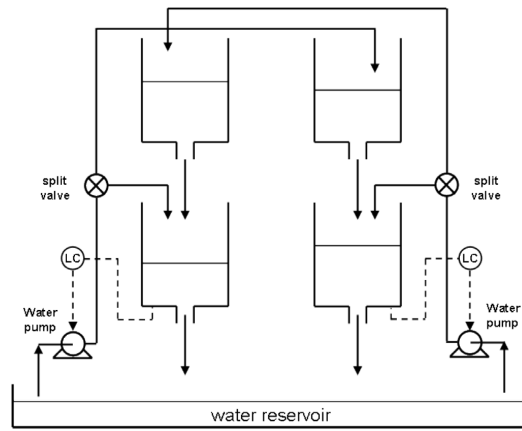 split
valve
split
valve
LC
LC
Water
pump
Water
pump
water reservoir